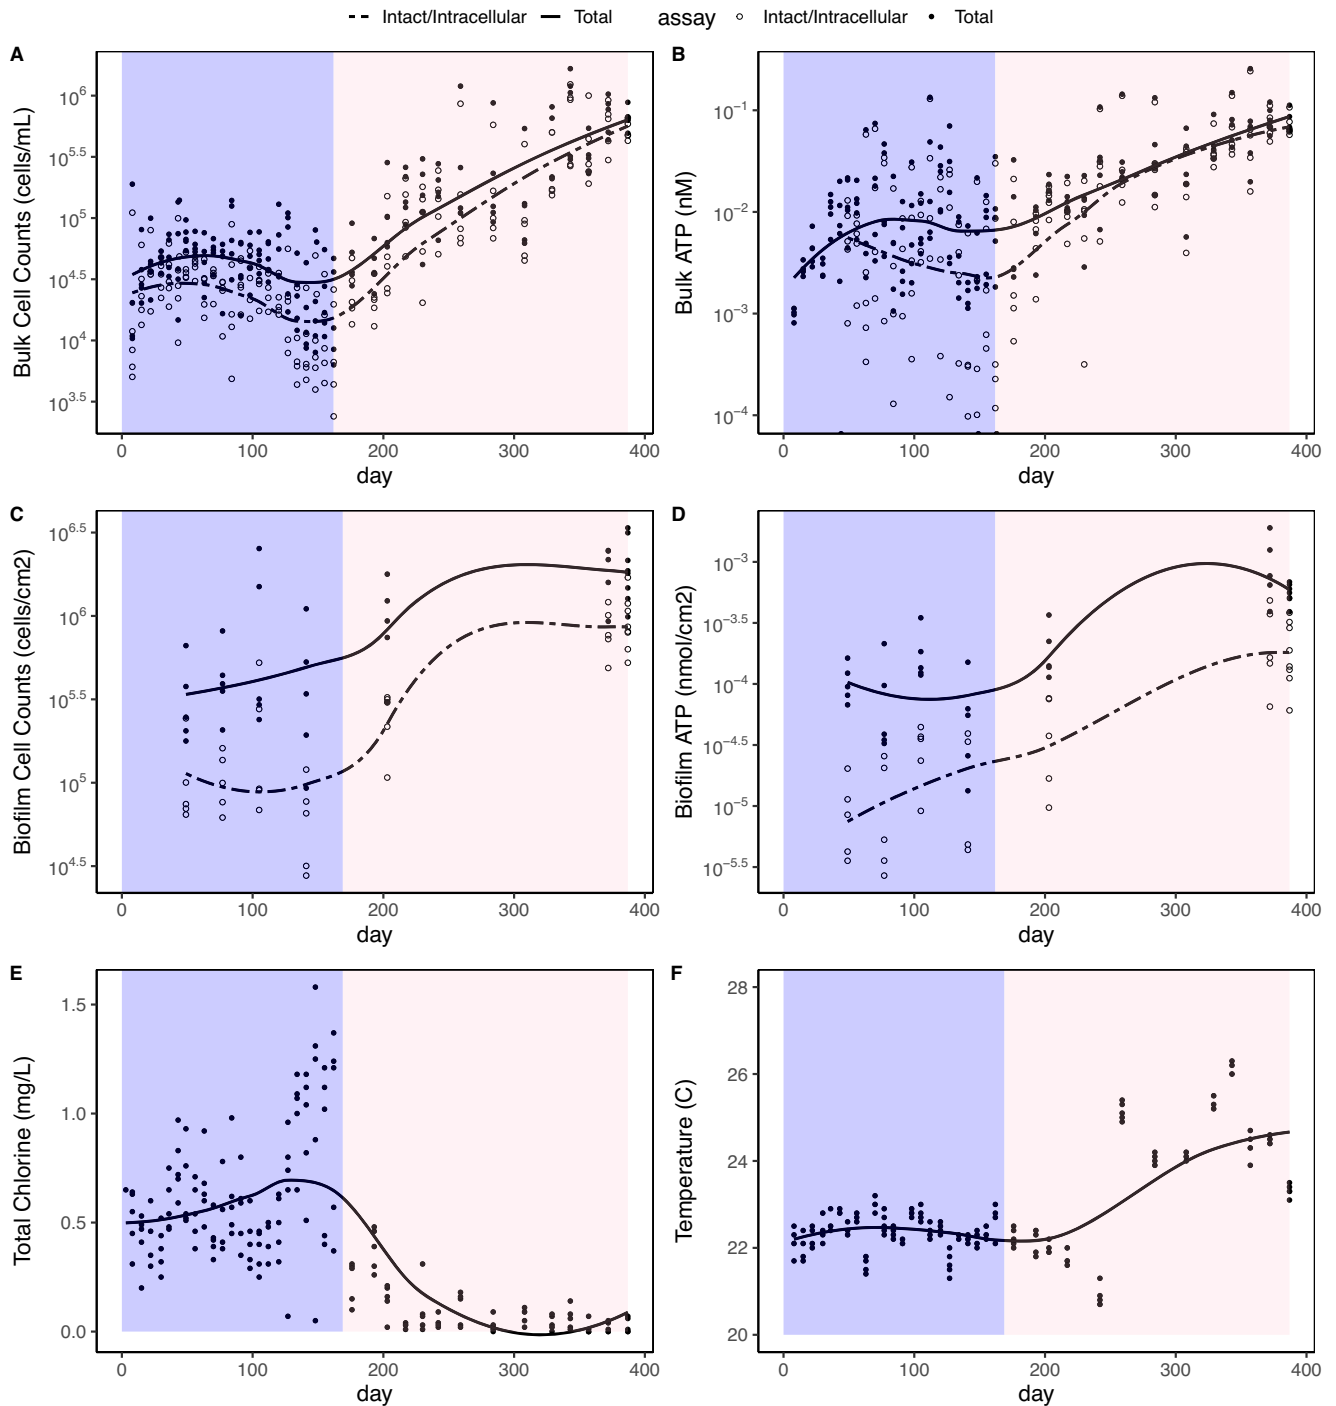 Intact/Intracellular Total assay Intact/Intracellular Total
A
Bulk Cell Counts (cells/mL)
10^6
10^5.5
10^5
10^4.5
10^4
10^3.5
0 100 200 300 400
day
B
Bulk ATP (nM)
10^−1
10^−2
10^−3
10^−4
0 100 200 300 400
day
C
Biofilm Cell Counts (cells/cm2)
10^6.5
10^6
10^5.5
10^5
10^4.5
0 100 200 300 400
day
D
Biofilm ATP (nmol/cm2)
10^−3
10^−3.5
10^−4
10^−4.5
10^−5
10^−5.5
0 100 200 300 400
day
E
Total Chlorine (mg/L)
1.5
1.0
0.5
0.0
0 100 200 300 400
day
F
Temperature (C)
28
26
24
22
20
0 100 200 300 400
day